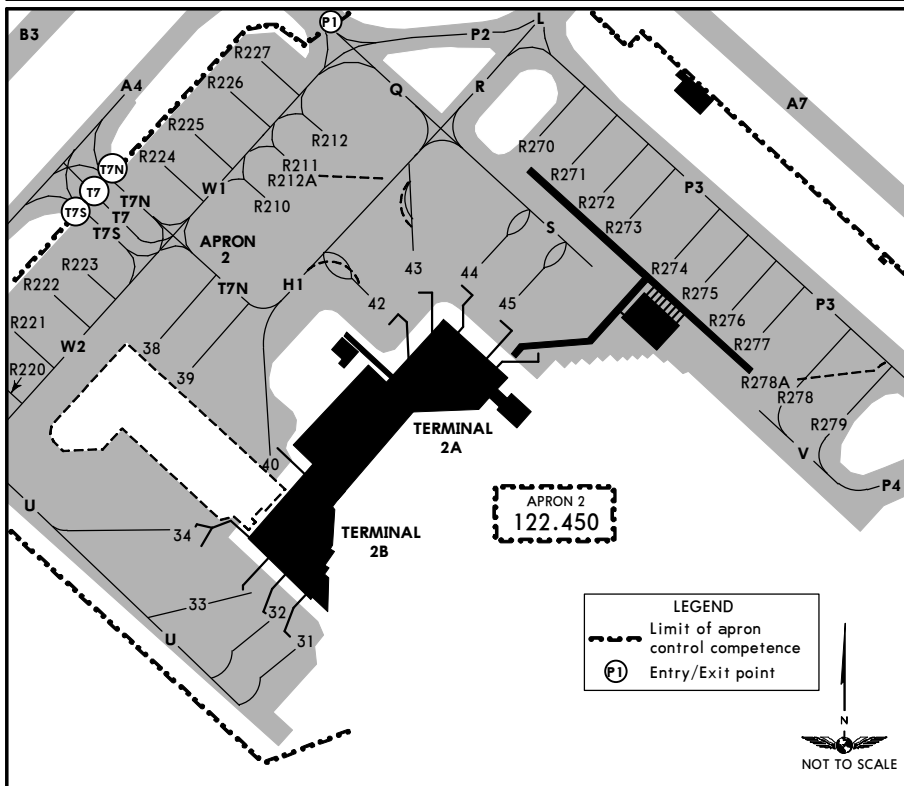 B3
P1
P2
L
R227
R226
A4
Q
R
A7
R225
R212
R224
R211
R212A
R210
R270
R271
R272
R273
P3
T7N
T7
T7S
T7N
T7
T7S
W1
APRON
2
S
R223
R222
R221
R220
W2
T7N
H1
43
44
42
45
R274
R275
R276
R277
P3
38
39
R278A
R278
R279
V
P4
TERMINAL
2A
40
U
34
APRON 2
122.450
TERMINAL
2B
33
32
31
U
LEGEND
Limit of apron
control competence
P1 Entry/Exit point
N
NOT TO SCALE